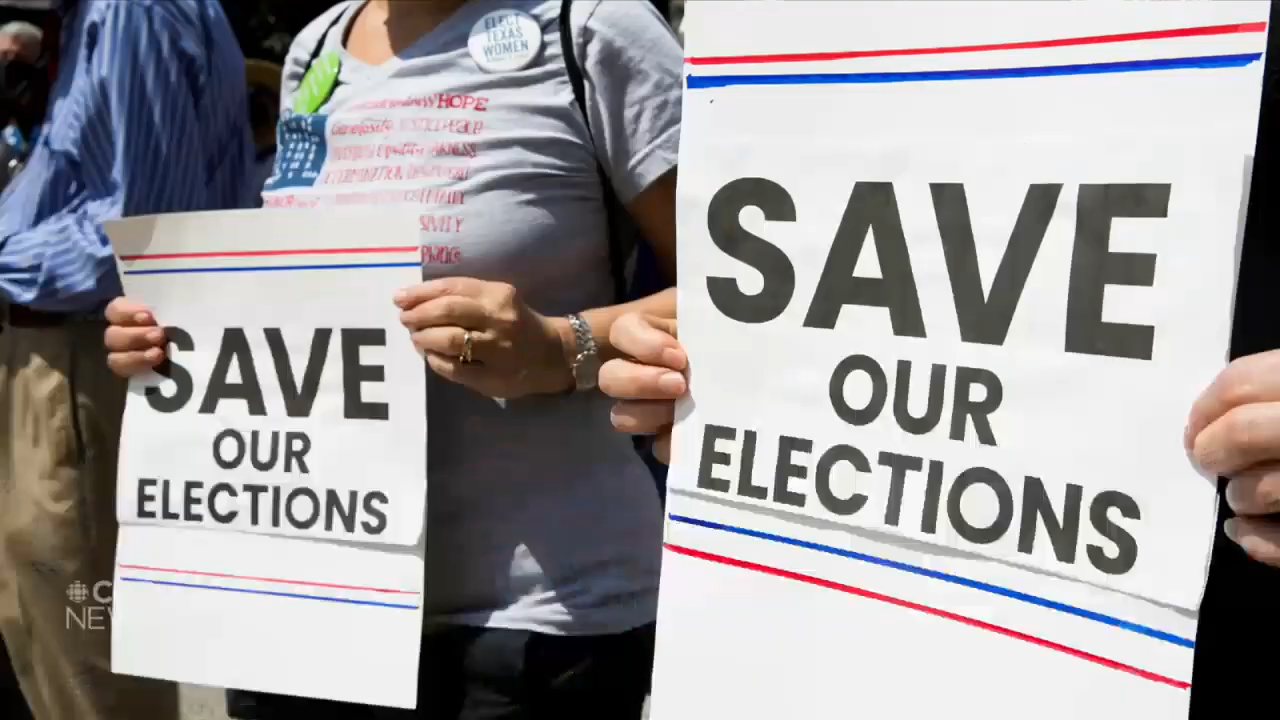 ELECT
TEXAS
WOMEN
HOPE
SAVE
OUR
ELECTIONS
SAVE
OUR
ELECTIONS